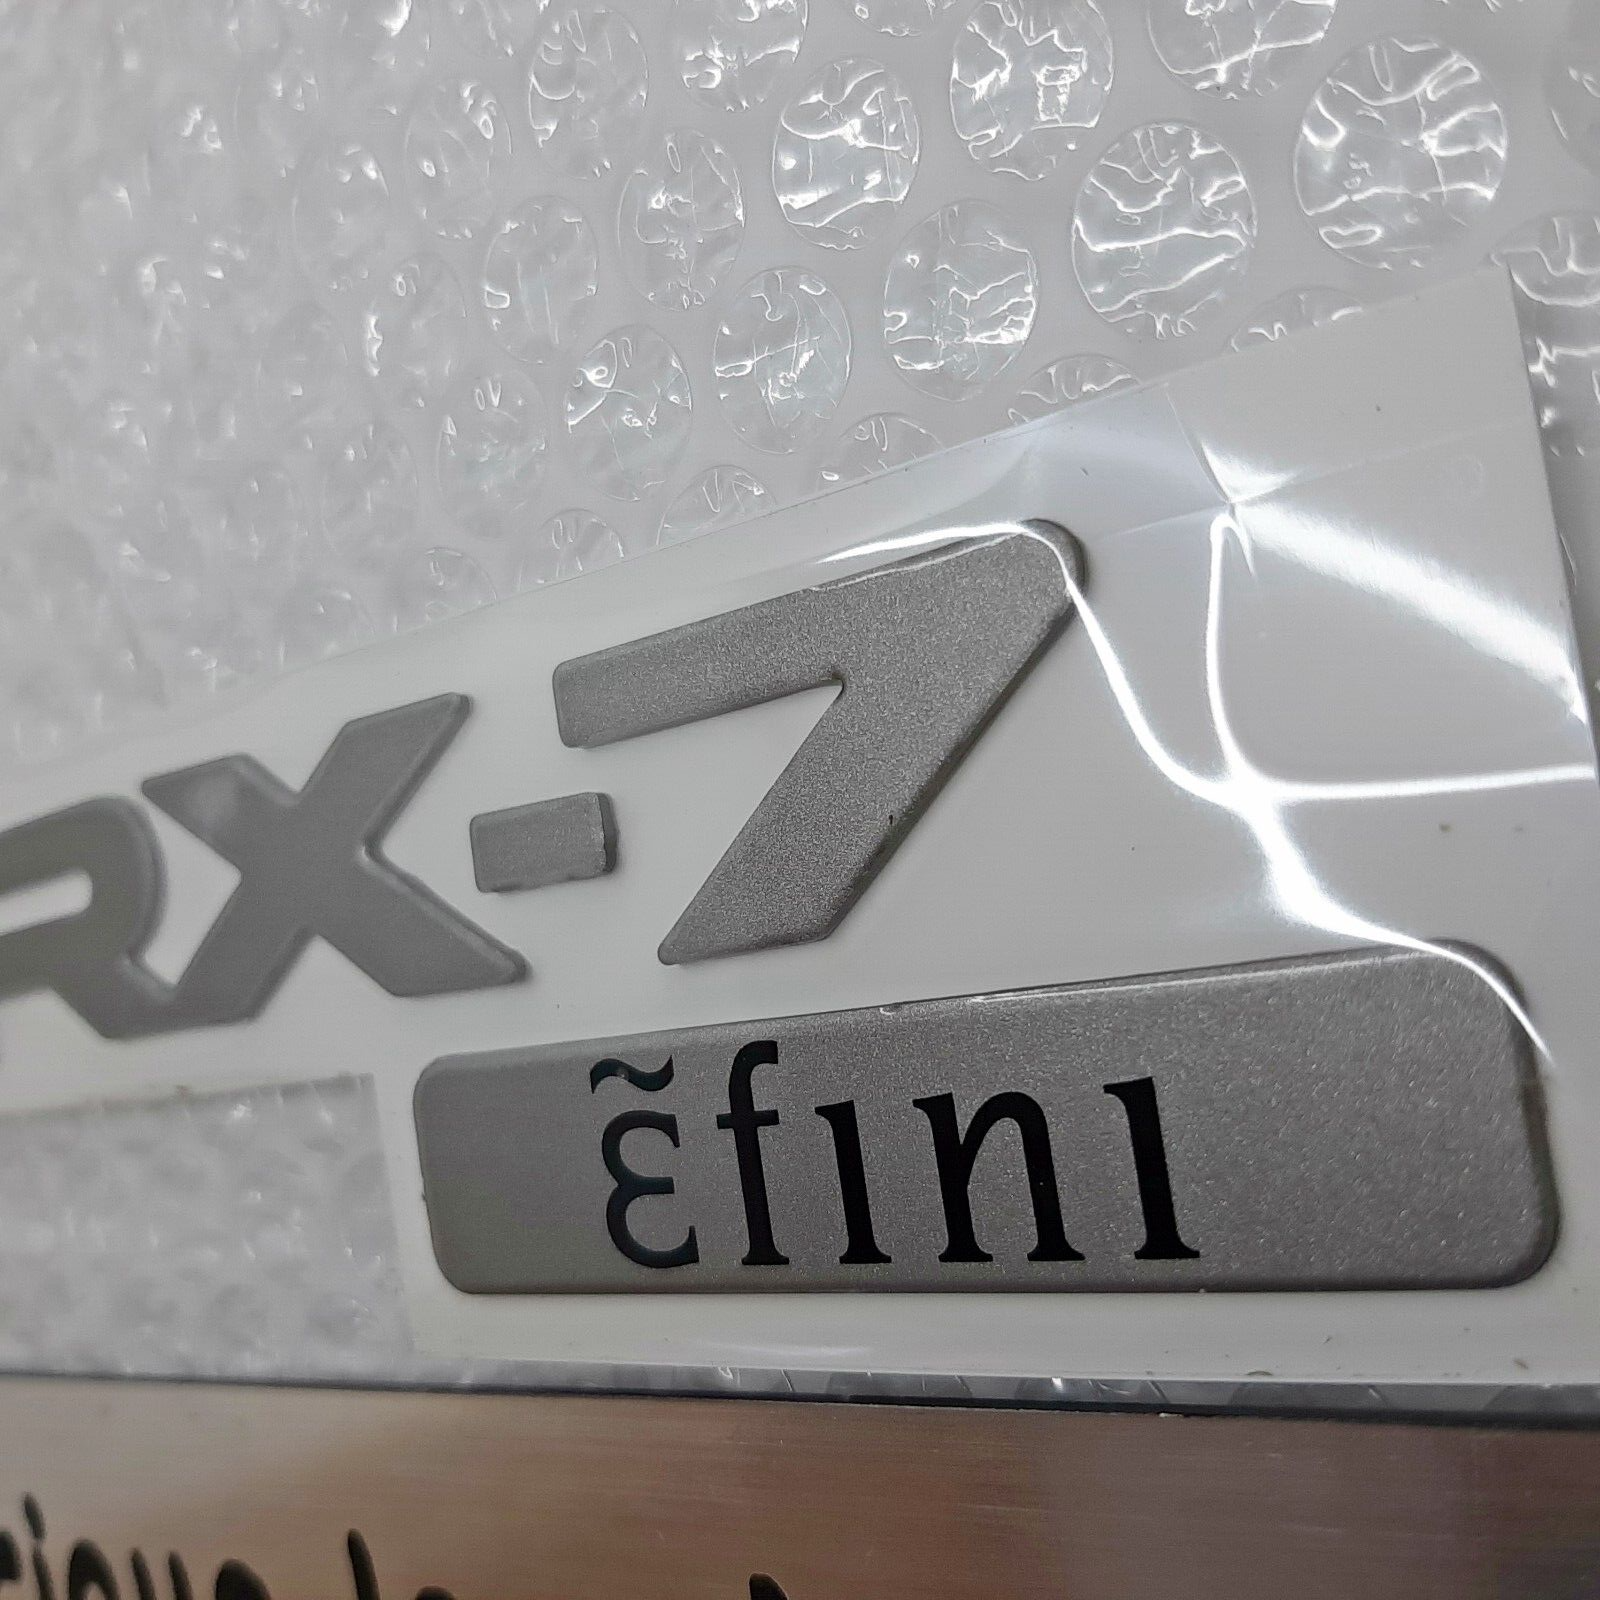 RX-7
ɛ̃fını